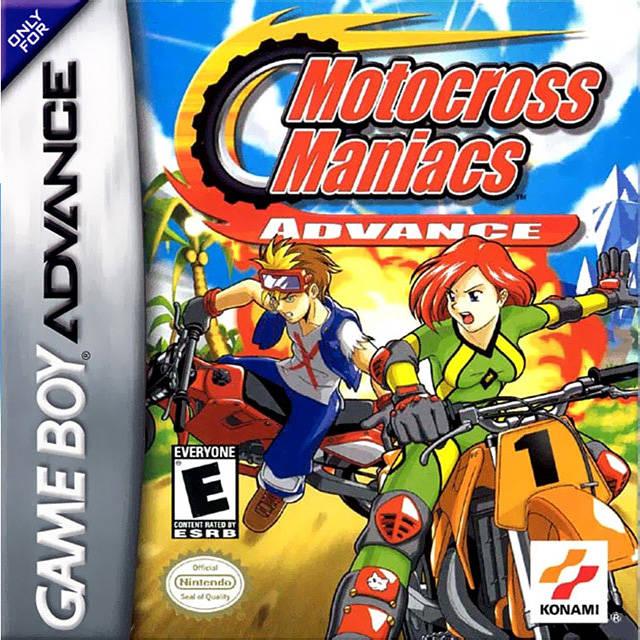 ONLY
FOR
GAME BOY ADVANCE
Motocross
Maniacs
ADVANCE
EVERYONE
E
CONTENT RATED BY
ESRB
Official
Nintendo
Seal of Quality
1
KONAMI